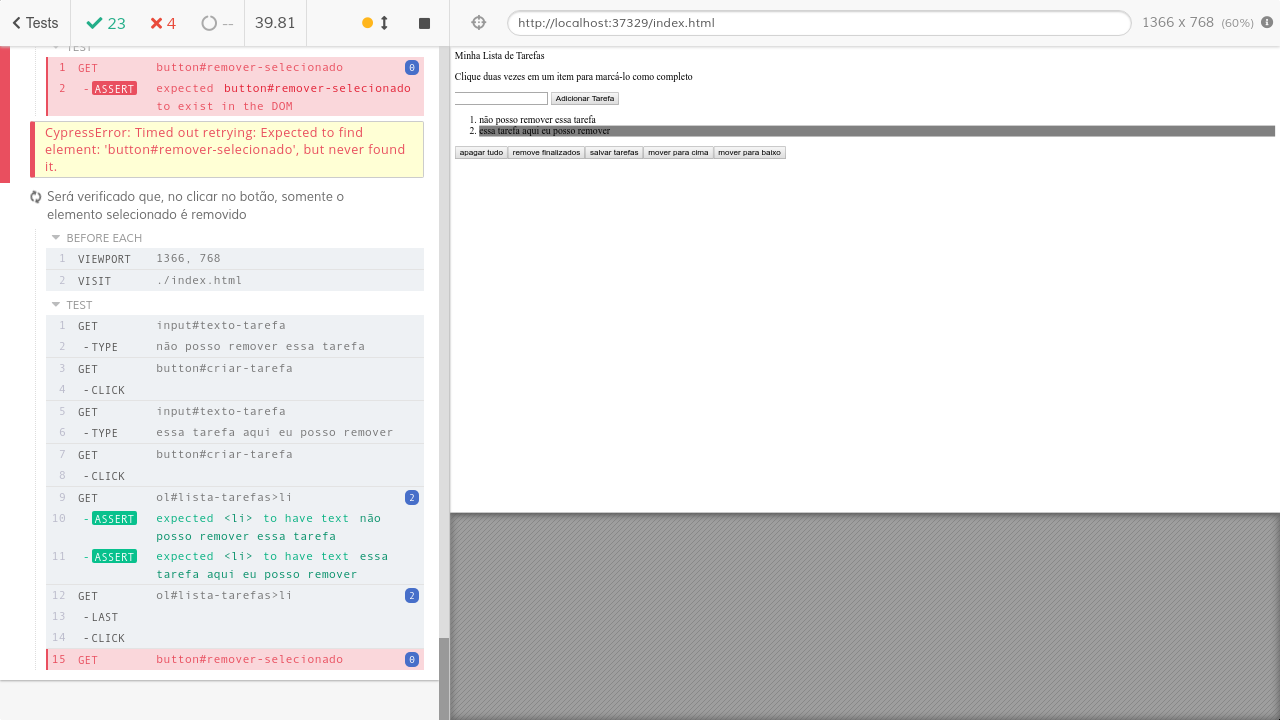 Tests
23
4
--
39.81
http://localhost:37329/index.html
1366 x 768 (60%)
TEST
1 GET button#remover-selecionado 0
2 -ASSERT expected button#remover-selecionado
to exist in the DOM
CypressError: Timed out retrying: Expected to find
element: 'button#remover-selecionado', but never found
it.
Será verificado que, no clicar no botão, somente o
elemento selecionado é removido
BEFORE EACH
1 VIEWPORT 1366, 768
2 VISIT ./index.html
TEST
1 GET input#texto-tarefa
2 -TYPE não posso remover essa tarefa
3 GET button#criar-tarefa
4 -CLICK
5 GET input#texto-tarefa
6 -TYPE essa tarefa aqui eu posso remover
7 GET button#criar-tarefa
8 -CLICK
9 GET ol#lista-tarefas>li 2
10 -ASSERT expected <li> to have text não
posso remover essa tarefa
11 -ASSERT expected <li> to have text essa
tarefa aqui eu posso remover
12 GET ol#lista-tarefas>li 2
13 -LAST
14 -CLICK
15 GET button#remover-selecionado 0
Minha Lista de Tarefas
Clique duas vezes em um item para marcá-lo como completo
Adicionar Tarefa
1. não posso remover essa tarefa
2. essa tarefa aqui eu posso remover
apagar tudo remove finalizados salvar tarefas mover para cima mover para baixo